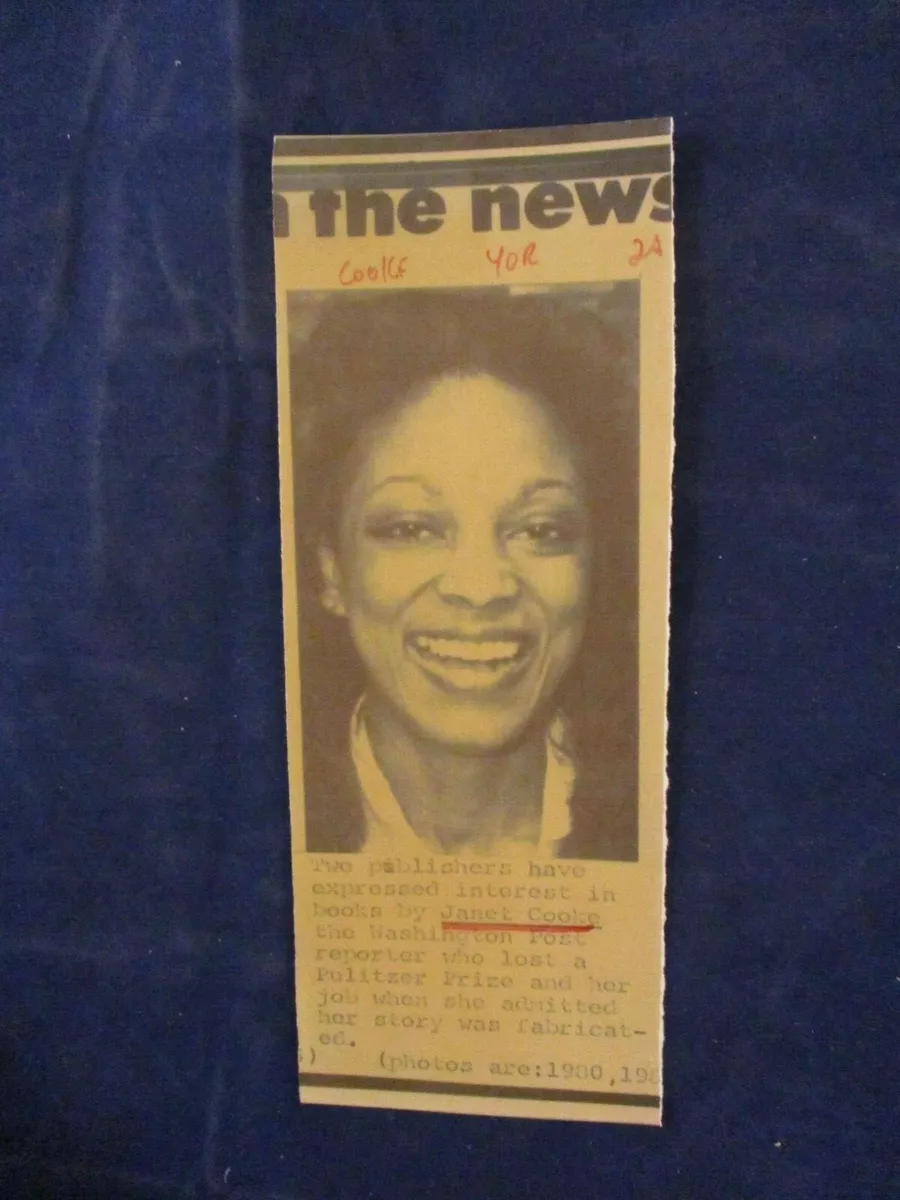 the news
COOKE YOR 2A
Two publishers have
expressed interest in
books by Janet Cooke
the Washington Post
reporter who lost a
Pulitzer Prize and her
job when she admitted
her story was fabricat-
ed.
) (photos are:1980,198